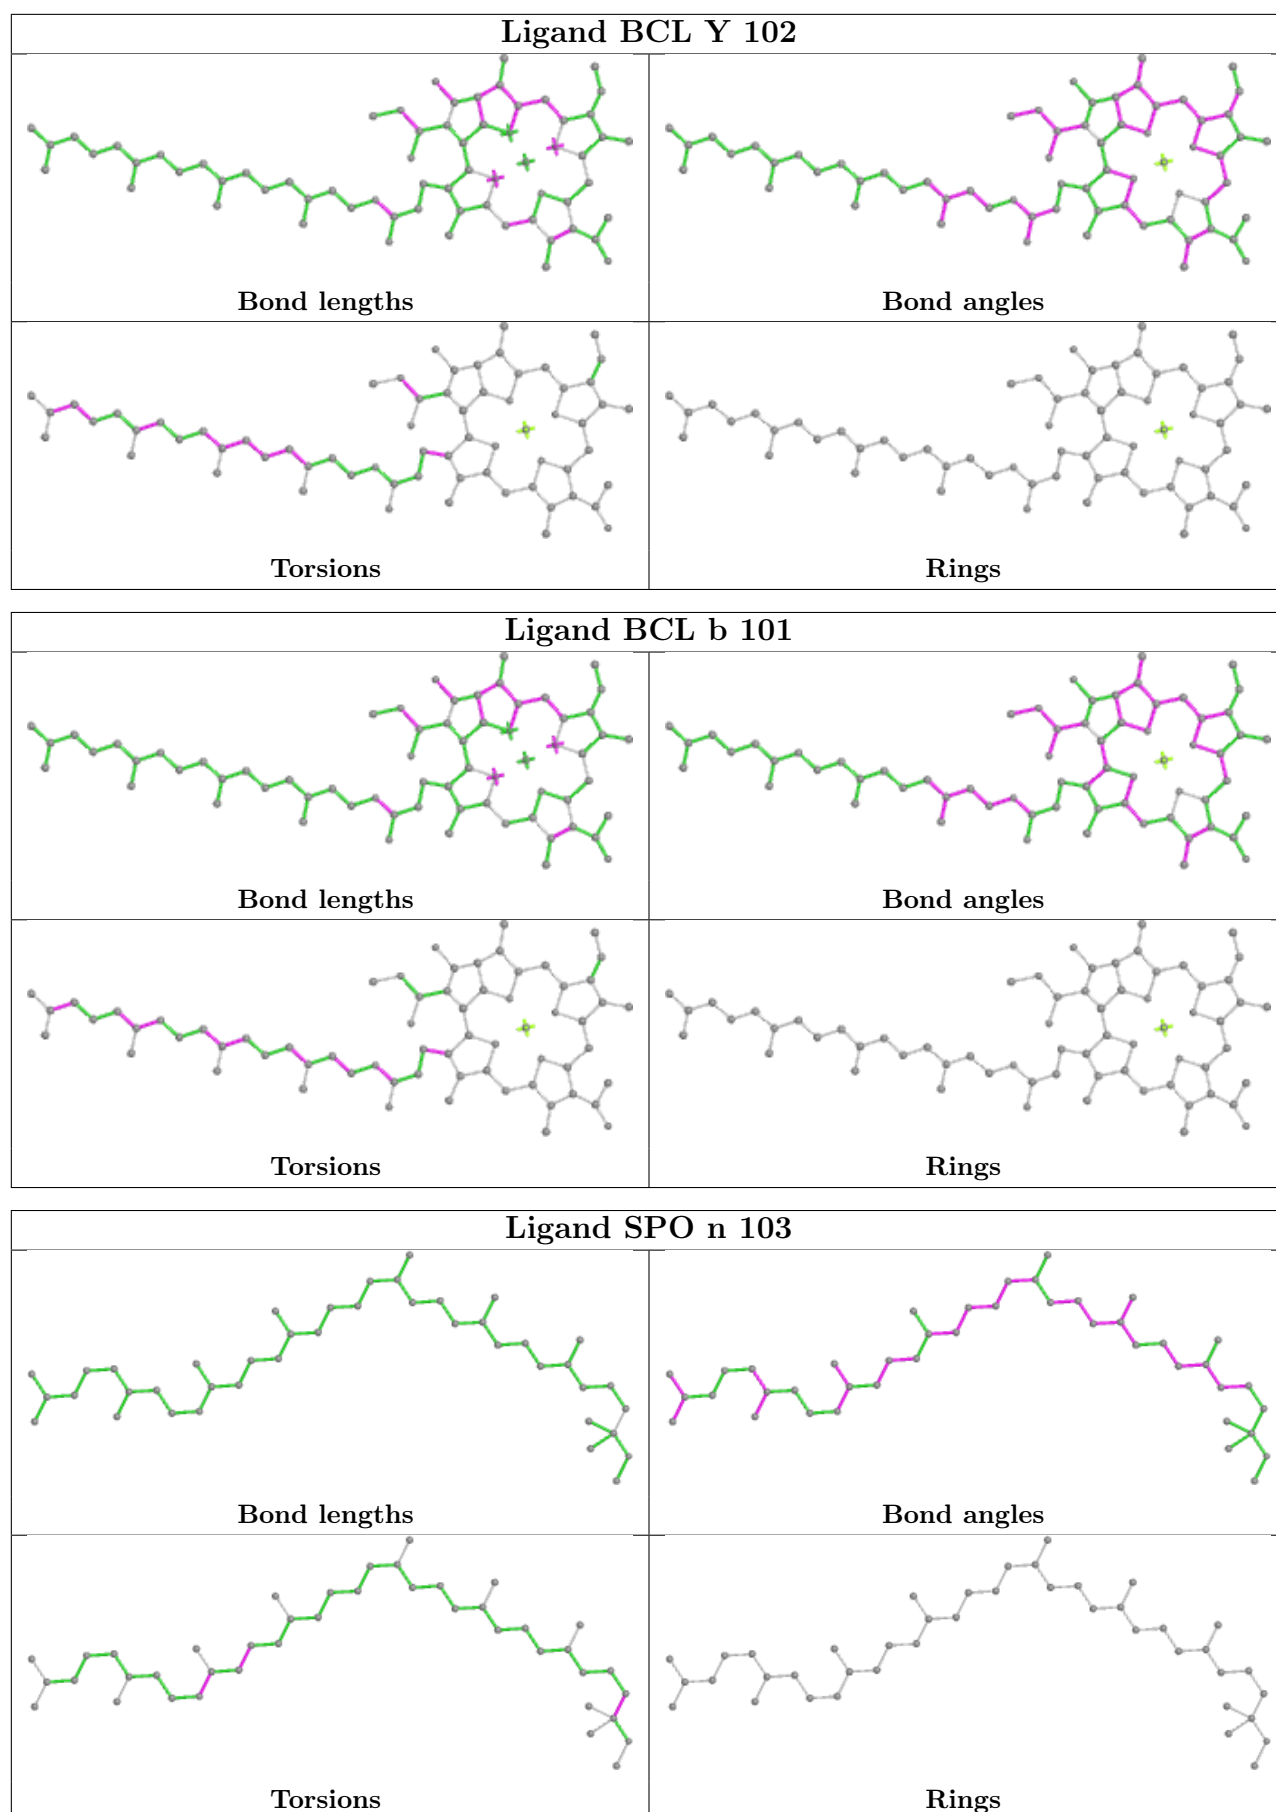 Ligand BCL Y 102
Bond lengths
Bond angles
Torsions
Rings
Ligand BCL b 101
Bond lengths
Bond angles
Torsions
Rings
Ligand SPO n 103
Bond lengths
Bond angles
Torsions
Rings